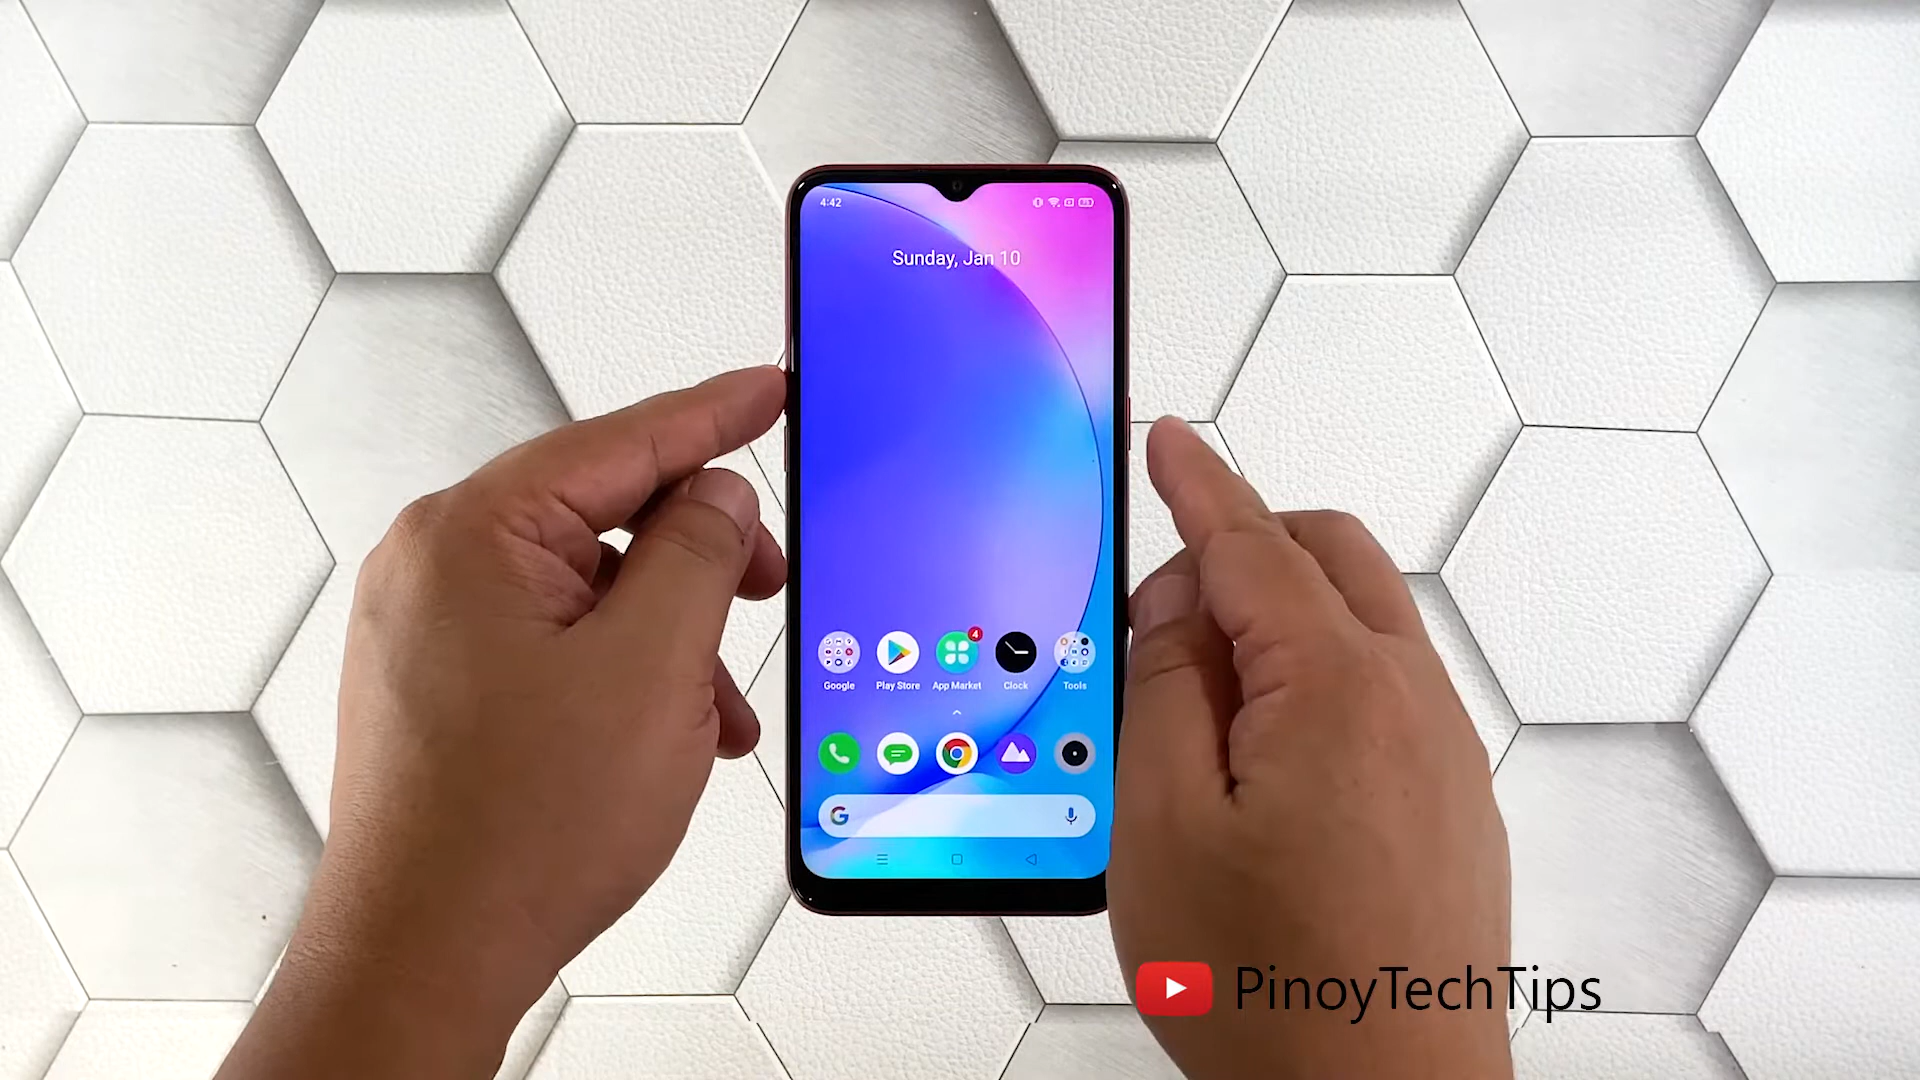 4:42
Sunday, Jan 10
4
Google
Play Store
App Market
Clock
Tools
G
PinoyTechTips